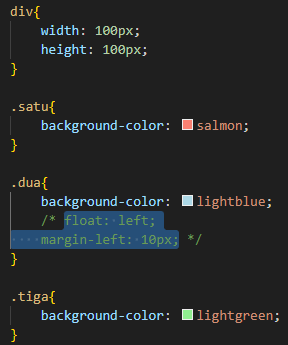 div{
    width: 100px;
    height: 100px;
}

.satu{
    background-color: salmon;
}

.dua{
    background-color: lightblue;
    /* float: left;
    margin-left: 10px; */
}

.tiga{
    background-color: lightgreen;
}